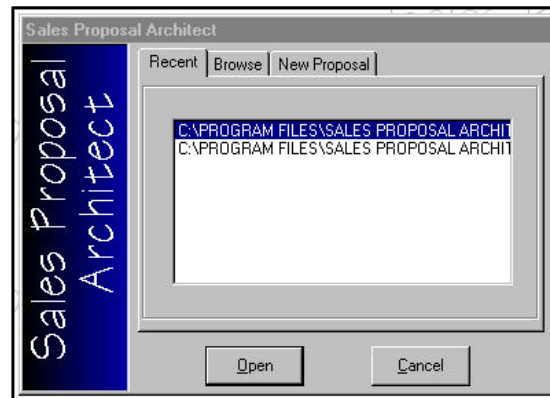 Sales Proposal Architect
Sales Proposal
Architect
Recent Browse New Proposal
C:\PROGRAM FILES\SALES PROPOSAL ARCHIT
C:\PROGRAM FILES\SALES PROPOSAL ARCHIT
Open Cancel